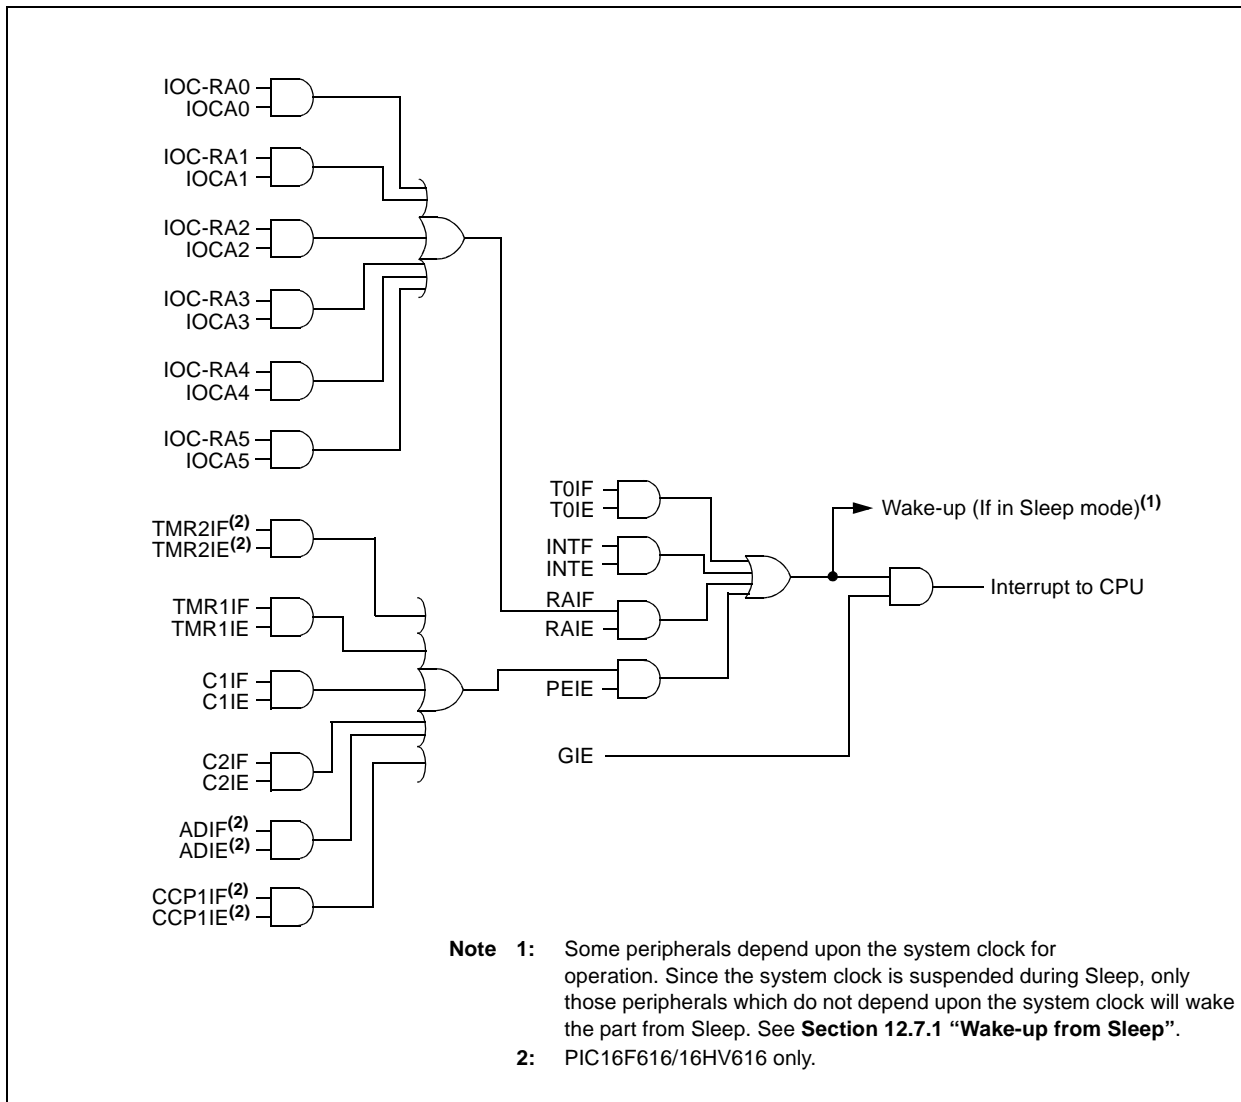 IOC-RA0
IOCA0
IOC-RA1
IOCA1
IOC-RA2
IOCA2
IOC-RA3
IOCA3
IOC-RA4
IOCA4
IOC-RA5
IOCA5
TMR2IF(2)
TMR2IE(2)
TMR1IF
TMR1IE
C1IF
C1IE
C2IF
C2IE
ADIF(2)
ADIE(2)
CCP1IF(2)
CCP1IE(2)
T0IF
T0IE
INTF
INTE
RAIF
RAIE
PEIE
GIE
Wake-up (If in Sleep mode)(1)
Interrupt to CPU
Note 1: Some peripherals depend upon the system clock for
operation. Since the system clock is suspended during Sleep, only
those peripherals which do not depend upon the system clock will wake
the part from Sleep. See Section 12.7.1 “Wake-up from Sleep”.
2: PIC16F616/16HV616 only.